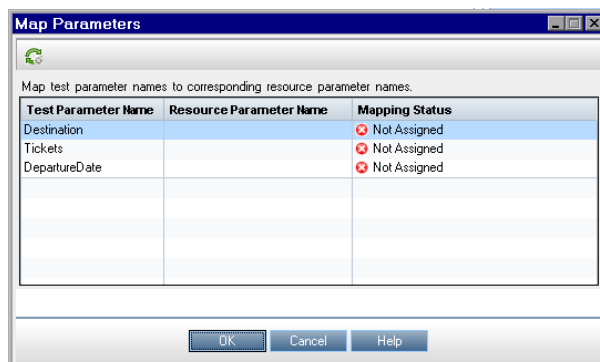 Map Parameters
Map test parameter names to corresponding resource parameter names.
Test Parameter Name Resource Parameter Name Mapping Status
Destination Not Assigned
Tickets Not Assigned
DepartureDate Not Assigned
OK Cancel Help